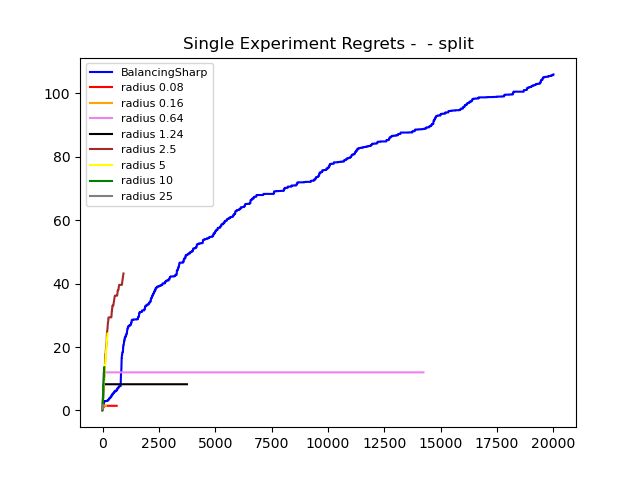 Single Experiment Regrets -  - split
BalancingSharp
radius 0.08
radius 0.16
radius 0.64
radius 1.24
radius 2.5
radius 5
radius 10
radius 25
100
80
60
40
20
0
0 2500 5000 7500 10000 12500 15000 17500 20000